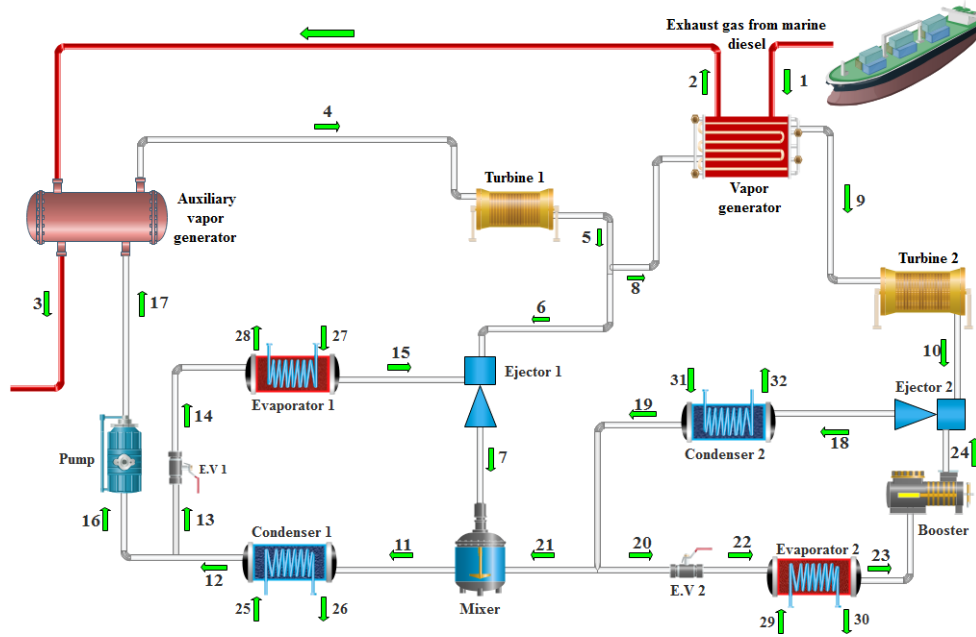 Exhaust gas from marine
diesel
2
1
4
Turbine 1
Vapor
generator
Auxiliary
vapor
generator
5
8
9
3
17
6
Turbine 2
28
27
15
Ejector 1
Evaporator 1
10
31
32
Ejector 2
14
19
Condenser 2
18
24
Pump
E.V 1
7
16
13
Booster
Condenser 1
11
21
20
22
Evaporator 2
23
12
25
26
Mixer
E.V 2
29
30